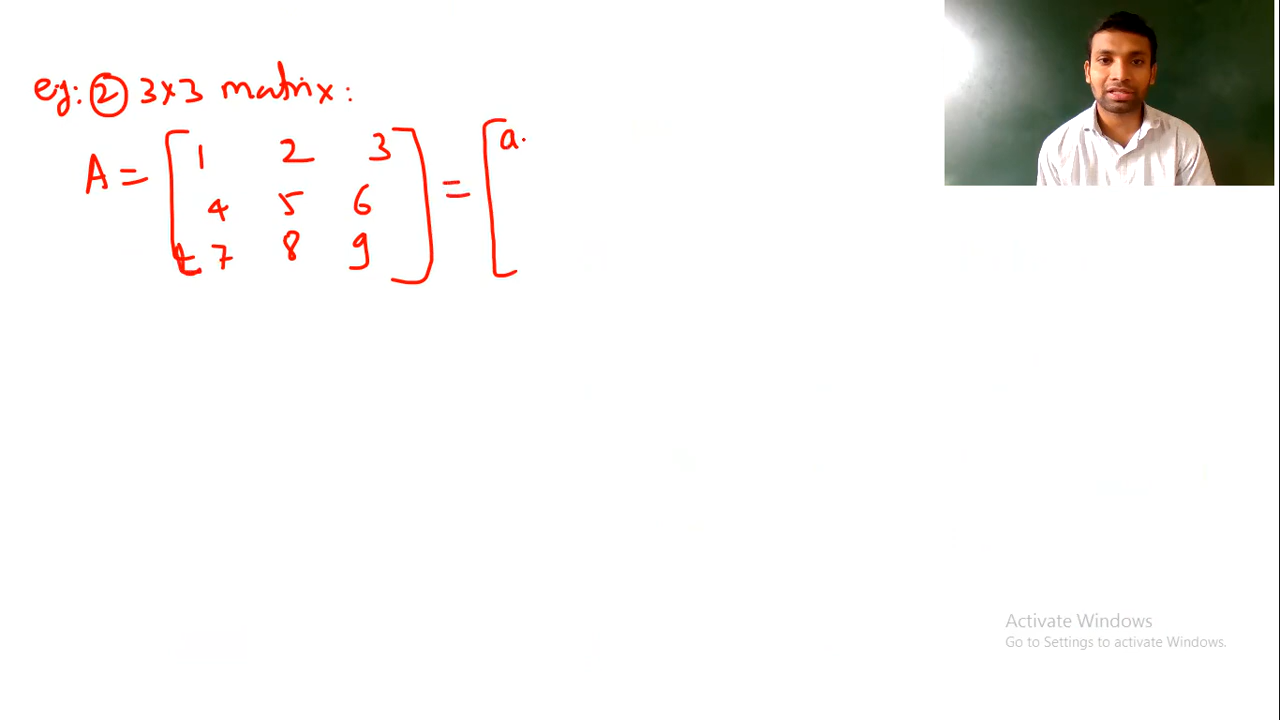 eg: ② 3x3 matrix:
A = [ 1 2 3
4 5 6
7 8 9 ] = [ a.
Activate Windows
Go to Settings to activate Windows.